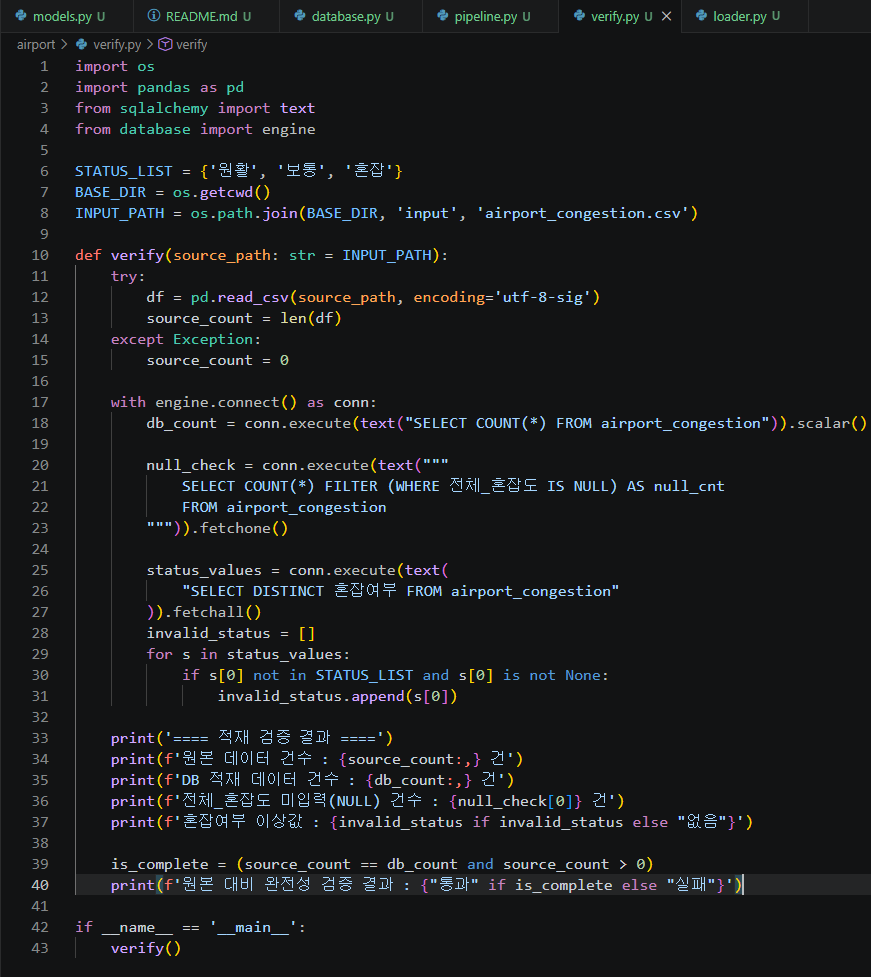 models.py U README.md U database.py U pipeline.py U verify.py U loader.py U
airport > verify.py > verify
1 import os
2 import pandas as pd
3 from sqlalchemy import text
4 from database import engine
5
6 STATUS_LIST = {'원활', '보통', '혼잡'}
7 BASE_DIR = os.getcwd()
8 INPUT_PATH = os.path.join(BASE_DIR, 'input', 'airport_congestion.csv')
9
10 def verify(source_path: str = INPUT_PATH):
11     try:
12         df = pd.read_csv(source_path, encoding='utf-8-sig')
13         source_count = len(df)
14     except Exception:
15         source_count = 0
16
17     with engine.connect() as conn:
18         db_count = conn.execute(text("SELECT COUNT(*) FROM airport_congestion")).scalar()
19
20         null_check = conn.execute(text("""
21             SELECT COUNT(*) FILTER (WHERE 전체_혼잡도 IS NULL) AS null_cnt
22             FROM airport_congestion
23         """)).fetchone()
24
25         status_values = conn.execute(text(
26             "SELECT DISTINCT 혼잡여부 FROM airport_congestion"
27         )).fetchall()
28         invalid_status = []
29         for s in status_values:
30             if s[0] not in STATUS_LIST and s[0] is not None:
31                 invalid_status.append(s[0])
32
33     print('==== 적재 검증 결과 ====')
34     print(f'원본 데이터 건수 : {source_count:,} 건')
35     print(f'DB 적재 데이터 건수 : {db_count:,} 건')
36     print(f'전체_혼잡도 미입력(NULL) 건수 : {null_check[0]} 건')
37     print(f'혼잡여부 이상값 : {invalid_status if invalid_status else "없음"}')
38
39     is_complete = (source_count == db_count and source_count > 0)
40     print(f'원본 대비 완전성 검증 결과 : {"통과" if is_complete else "실패"}')
41
42 if __name__ == '__main__':
43     verify()